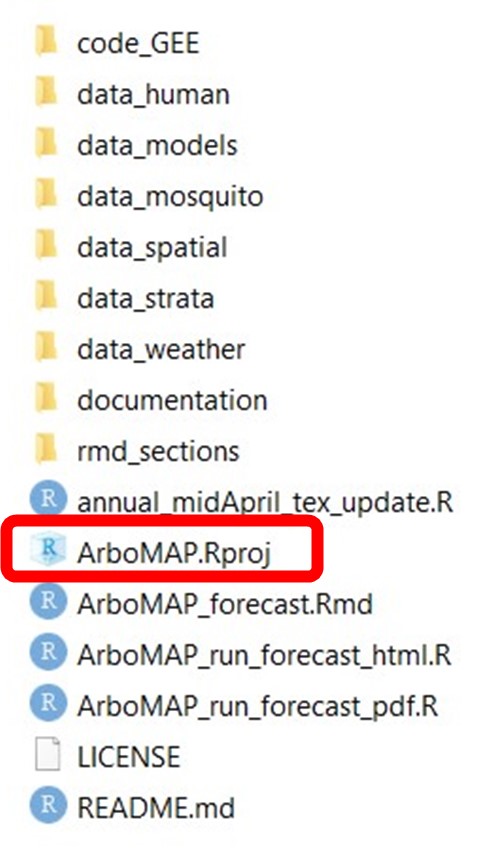 code_GEE
data_human
data_models
data_mosquito
data_spatial
data_strata
data_weather
documentation
rmd_sections
R annual_midApril_tex_update.R
R ArboMAP.Rproj
R ArboMAP_forecast.Rmd
R ArboMAP_run_forecast_html.R
R ArboMAP_run_forecast_pdf.R
LICENSE
R README.md